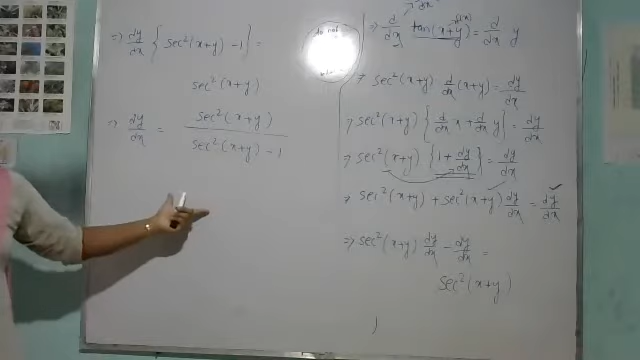 ⇒ dy/dx { sec²(x+y) -1 } =
sec²(x+y)
⇒ dy/dx = sec²(x+y) / sec²(x+y) - 1
⇒ d/dx tan(x+y) = d/dx y
⇒ sec²(x+y) d/dx (x+y) = dy/dx
⇒ sec²(x+y) { d/dx x + d/dx y } = dy/dx
⇒ sec²(x+y) { 1 + dy/dx } = dy/dx
⇒ sec²(x+y) + sec²(x+y) dy/dx = dy/dx
⇒ sec²(x+y) dy/dx - dy/dx =
sec²(x+y)